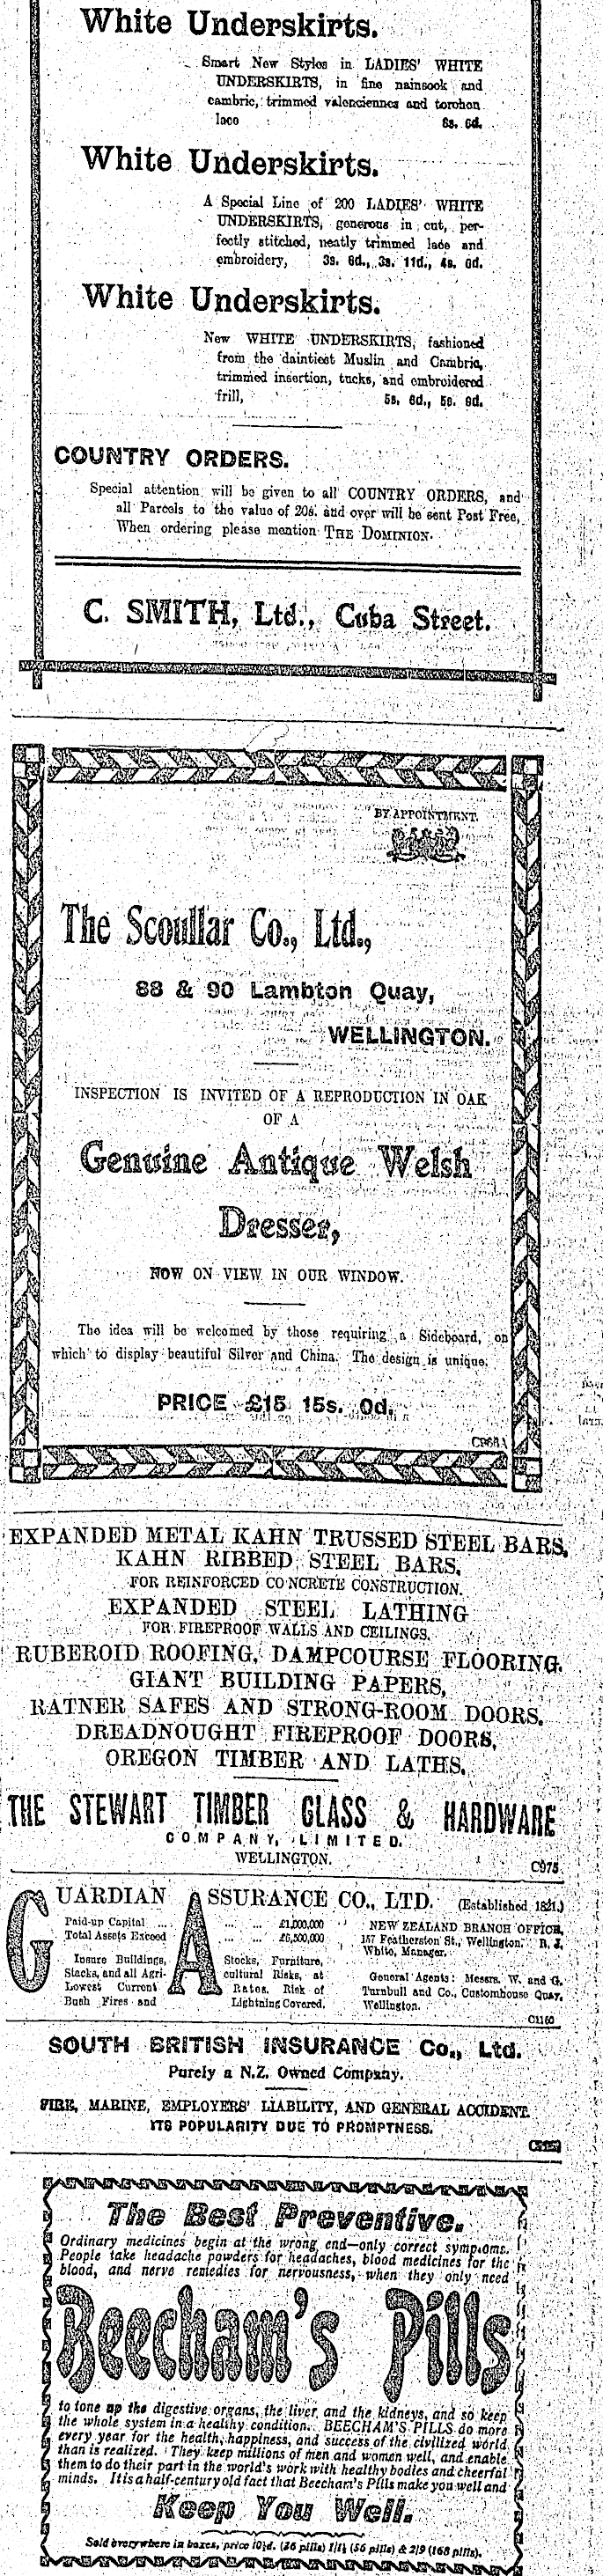 White Underskirts.
Smart New Styles in LADIES' WHITE
UNDERSKIRTS, in fine nainsook and
cambric, trimmed valenciennes and torchon
lace 8s. 6d.
White Underskirts.
A Special Line of 200 LADIES' WHITE
UNDERSKIRTS, generous in cut, per-
fectly stitched, neatly trimmed lace and
embroidery, 3s. 6d., 3s. 11d., 4s. 6d.
White Underskirts.
New WHITE UNDERSKIRTS, fashioned
from the daintiest Muslin and Cambric,
trimmed insertion, tucks, and embroidered
frill, 5s. 6d., 5s. 9d.
COUNTRY ORDERS.
Special attention will be given to all COUNTRY ORDERS, and
all Parcels to the value of 20s. and over will be sent Post Free.
When ordering please mention THE DOMINION.
C. SMITH, Ltd., Cuba Street.
BY APPOINTMENT.
The Scoullar Co., Ltd.,
88 & 90 Lambton Quay,
WELLINGTON.
INSPECTION IS INVITED OF A REPRODUCTION IN OAK
OF A
Genuine Antique Welsh
Dresser,
NOW ON VIEW IN OUR WINDOW.
The idea will be welcomed by those requiring a Sideboard, on
which to display beautiful Silver and China. The design is unique.
PRICE £15 15s. 0d.
EXPANDED METAL KAHN TRUSSED STEEL BARS,
KAHN RIBBED STEEL BARS,
FOR REINFORCED CONCRETE CONSTRUCTION.
EXPANDED STEEL LATHING
FOR FIREPROOF WALLS AND CEILINGS.
RUBEROID ROOFING, DAMPCOURSE FLOORING.
GIANT BUILDING PAPERS,
RATNER SAFES AND STRONG-ROOM DOORS.
DREADNOUGHT FIREPROOF DOORS,
OREGON TIMBER AND LATHS.
THE STEWART TIMBER GLASS & HARDWARE
COMPANY, LIMITED.
WELLINGTON.
C975
GUARDIAN ASSURANCE CO., LTD. (Established 1821.)
Paid-up Capital ... ... ... £1,000,000
Total Assets Exceed ... ... £6,500,000
Insure Buildings, Stocks, Furniture,
Stacks, and all Agri- cultural Risks, at
Lowest Current Rates. Risk of
Bush Fires and Lightning Covered.
NEW ZEALAND BRANCH OFFICE,
157 Featherston St., Wellington. R. J.
White, Manager.
General Agents: Messrs. W. and G.
Turnbull and Co., Customhouse Quay,
Wellington.
C1160
SOUTH BRITISH INSURANCE Co., Ltd.
Purely a N.Z. Owned Company.
FIRE, MARINE, EMPLOYERS' LIABILITY, AND GENERAL ACCIDENT.
ITS POPULARITY DUE TO PROMPTNESS.
The Best Preventive.
Ordinary medicines begin at the wrong end—only correct symptoms.
People take headache powders for headaches, blood medicines for the
blood, and nerve remedies for nervousness, when they only need
Beecham's Pills
to tone up the digestive organs, the liver and the kidneys, and so keep
the whole system in a healthy condition. BEECHAM'S PILLS do more
every year for the health, happiness, and success of the civilized world
than is realized. They keep millions of men and women well, and enable
them to do their part in the world's work with healthy bodies and cheerful
minds. It is a half-century old fact that Beecham's Pills make you well and
Keep You Well.
Sold everywhere in boxes, price 10½d. (36 pills) 1/1½ (56 pills) & 2/9 (168 pills).